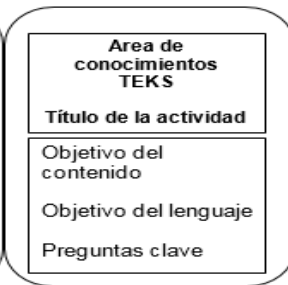 Area de
conocimientos
TEKS
Título de la actividad
Objetivo del
contenido
Objetivo del lenguaje
Preguntas clave